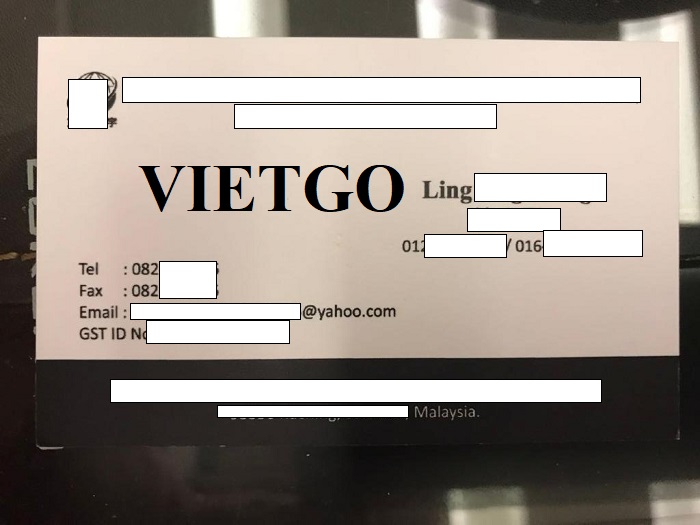 VIETGO
Ling
012 / 016
Tel : 082
Fax : 082
Email : @yahoo.com
GST ID No
Malaysia.